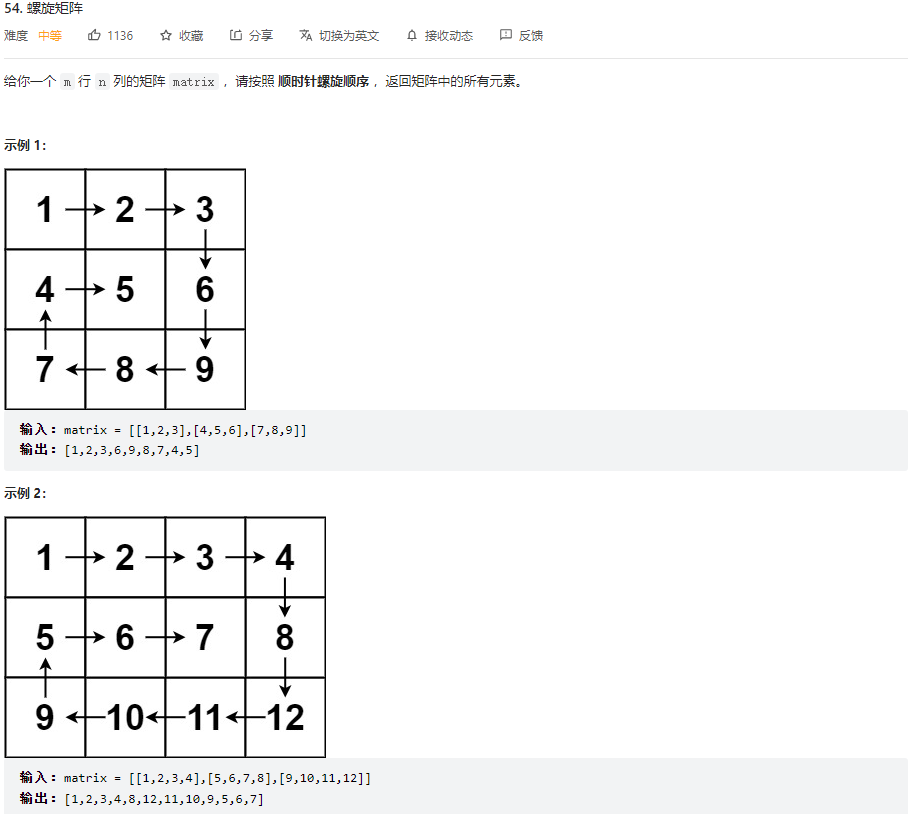 54. 螺旋矩阵
难度 中等 1136 收藏 分享 切换为英文 接收动态 反馈
给你一个 m 行 n 列的矩阵 matrix ，请按照 顺时针螺旋顺序 ，返回矩阵中的所有元素。
示例 1：
1 2 3
4 5 6
7 8 9
输入：matrix = [[1,2,3],[4,5,6],[7,8,9]]
输出：[1,2,3,6,9,8,7,4,5]
示例 2：
1 2 3 4
5 6 7 8
9 10 11 12
输入：matrix = [[1,2,3,4],[5,6,7,8],[9,10,11,12]]
输出：[1,2,3,4,8,12,11,10,9,5,6,7]